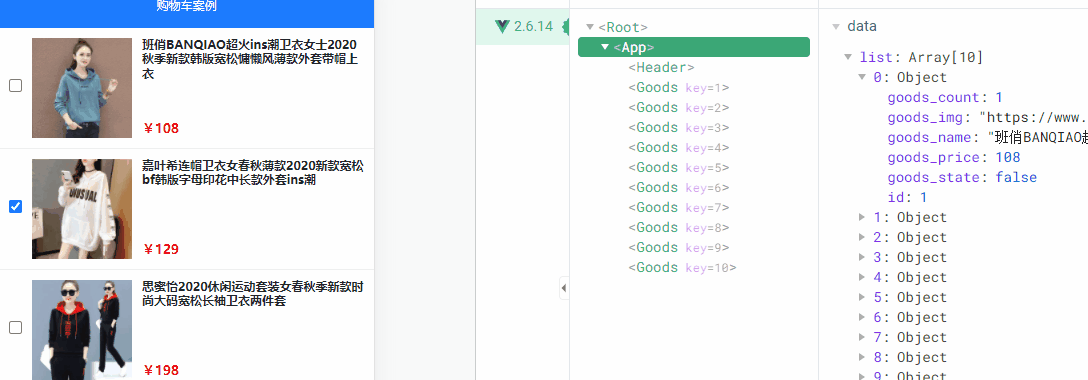 购物车案例
班俏BANQIAO超火ins潮卫衣女士2020
秋季新款韩版宽松慵懒风薄款外套带帽上
衣
￥108
嘉叶希连帽卫衣女春秋薄款2020新款宽松
bf韩版字母印花中长款外套ins潮
￥129
思蜜怡2020休闲运动套装女春秋季新款时
尚大码宽松长袖卫衣两件套
￥198
2.6.14
<Root>
<App>
<Header>
<Goods key=1>
<Goods key=2>
<Goods key=3>
<Goods key=4>
<Goods key=5>
<Goods key=6>
<Goods key=7>
<Goods key=8>
<Goods key=9>
<Goods key=10>
data
list: Array[10]
0: Object
goods_count: 1
goods_img: "https://www.
goods_name: "班俏BANQIAO超
goods_price: 108
goods_state: false
id: 1
1: Object
2: Object
3: Object
4: Object
5: Object
6: Object
7: Object
8: Object
9: Object